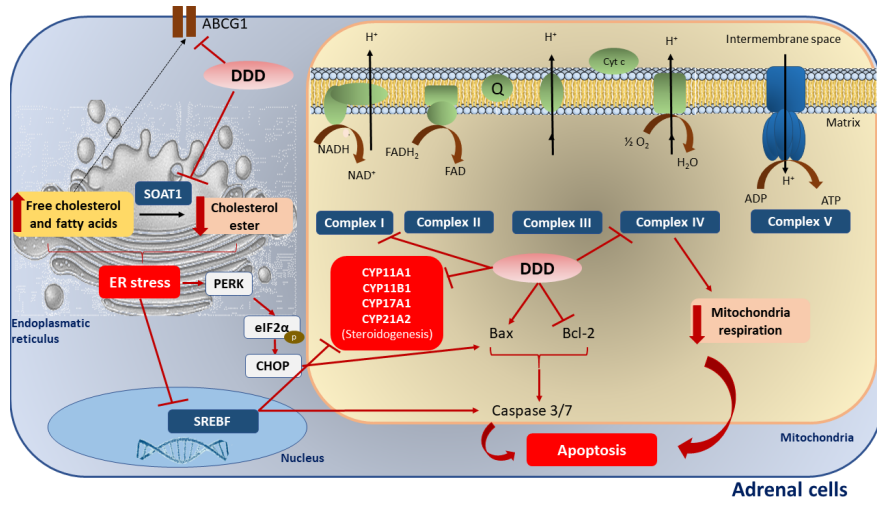 ABCG1
DDD
SOAT1
Free cholesterol
and fatty acids
Cholesterol
ester
ER stress
PERK
eIF2α
p
CHOP
Endoplasmatic
reticulus
SREBF
Nucleus
H⁺
H⁺
Cyt c
H⁺
Intermembrane space
Q
Matrix
NADH
NAD⁺
FADH₂
FAD
½ O₂
H₂O
H⁺
ADP
ATP
Complex I
Complex II
Complex III
Complex IV
Complex V
CYP11A1
CYP11B1
CYP17A1
CYP21A2
(Steroidogenesis)
DDD
Bax
Bcl-2
Mitochondria
respiration
Caspase 3/7
Apoptosis
Mitochondria
Adrenal cells